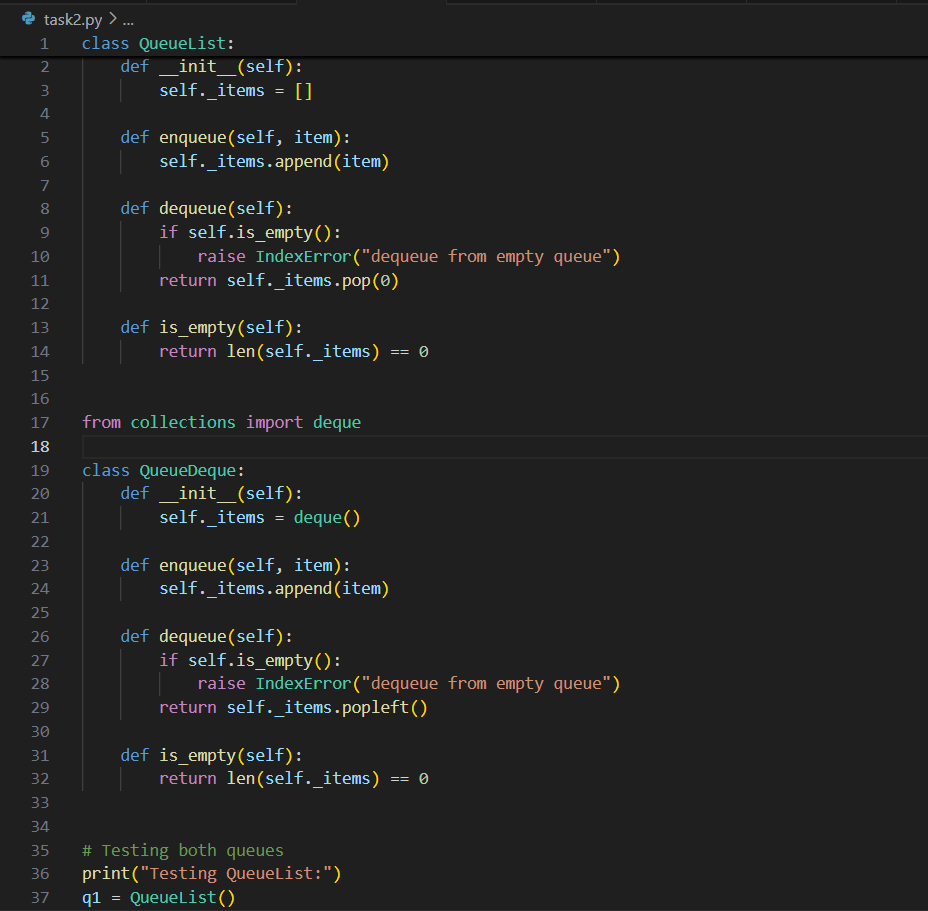 task2.py > ...
1 class QueueList:
2     def __init__(self):
3         self._items = []
4
5     def enqueue(self, item):
6         self._items.append(item)
7
8     def dequeue(self):
9         if self.is_empty():
10             raise IndexError("dequeue from empty queue")
11         return self._items.pop(0)
12
13     def is_empty(self):
14         return len(self._items) == 0
15
16
17 from collections import deque
18
19 class QueueDeque:
20     def __init__(self):
21         self._items = deque()
22
23     def enqueue(self, item):
24         self._items.append(item)
25
26     def dequeue(self):
27         if self.is_empty():
28             raise IndexError("dequeue from empty queue")
29         return self._items.popleft()
30
31     def is_empty(self):
32         return len(self._items) == 0
33
34
35 # Testing both queues
36 print("Testing QueueList:")
37 q1 = QueueList()